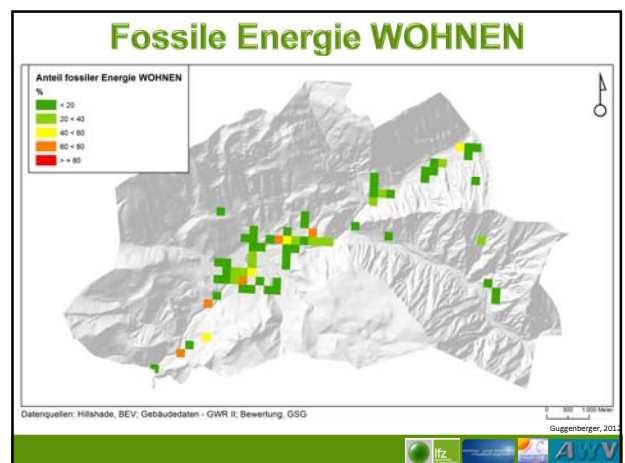 Fossile Energie WOHNEN
Anteil fossiler Energie WOHNEN
%
< 20
20 < 40
40 < 60
60 < 80
> = 80
Datenquellen: Hillshade, BEV; Gebäudedaten - GWR II; Bewertung, GSG
0 500 1.000 Meter
Guggenberger, 2012
lfz
AWV